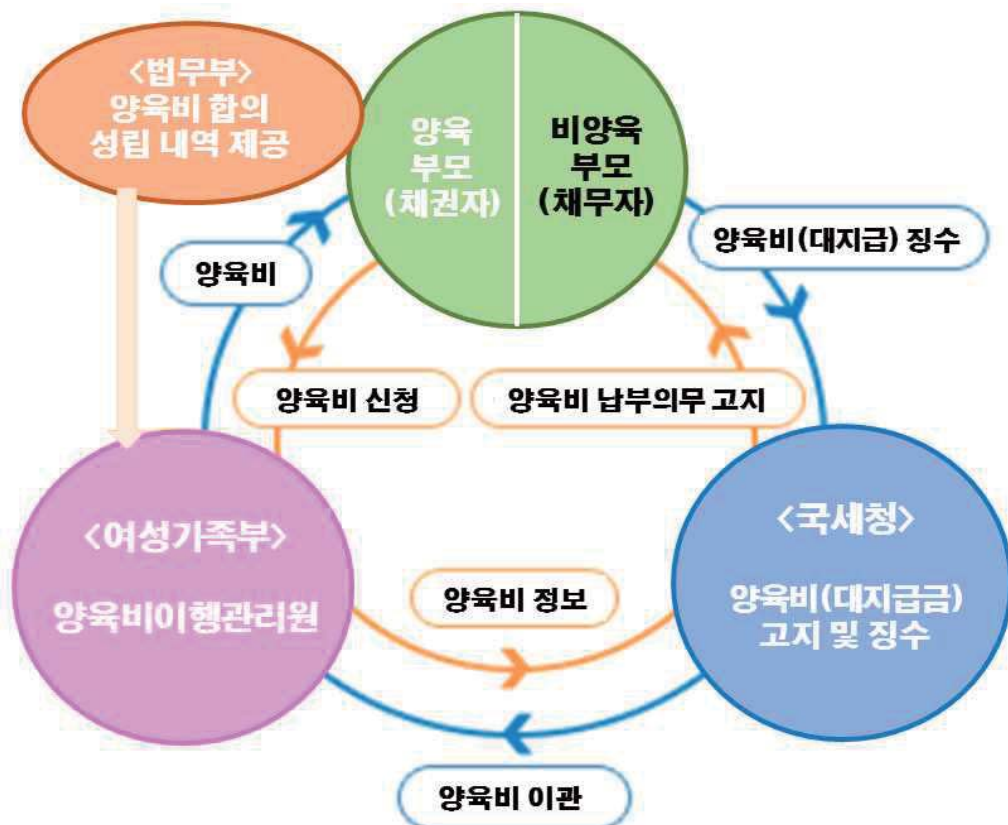 <법무부>
양육비 합의
성립 내역 제공
양육
부모
(채권자)
비양육
부모
(채무자)
양육비
양육비(대지급) 징수
양육비 신청
양육비 납부의무 고지
<여성가족부>
양육비이행관리원
<국세청>
양육비(대지급금)
고지 및 징수
양육비 정보
양육비 이관